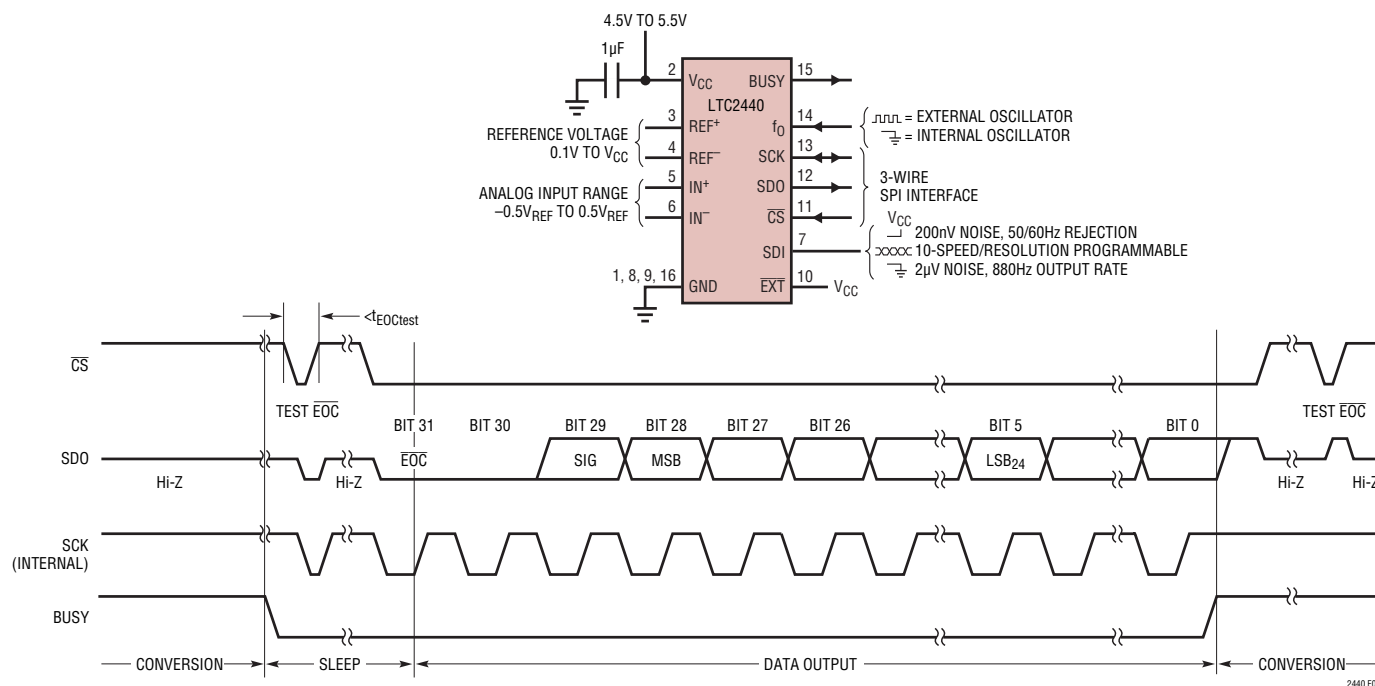 4.5V TO 5.5V
1µF
2
VCC
BUSY
15
LTC2440
3
REF+
fO
14
= EXTERNAL OSCILLATOR
= INTERNAL OSCILLATOR
REFERENCE VOLTAGE
0.1V TO VCC
4
REF–
SCK
13
5
IN+
SDO
12
3-WIRE
SPI INTERFACE
ANALOG INPUT RANGE
–0.5VREF TO 0.5VREF
6
IN–
CS
11
VCC
200nV NOISE, 50/60Hz REJECTION
SDI
7
10-SPEED/RESOLUTION PROGRAMMABLE
2µV NOISE, 880Hz OUTPUT RATE
1, 8, 9, 16
GND
EXT
10
VCC
<tEOCtest
CS
TEST EOC
TEST EOC
BIT 31
BIT 30
BIT 29
BIT 28
BIT 27
BIT 26
BIT 5
BIT 0
SDO
EOC
SIG
MSB
LSB24
Hi-Z
Hi-Z
Hi-Z
Hi-Z
SCK
(INTERNAL)
BUSY
CONVERSION
SLEEP
DATA OUTPUT
CONVERSION